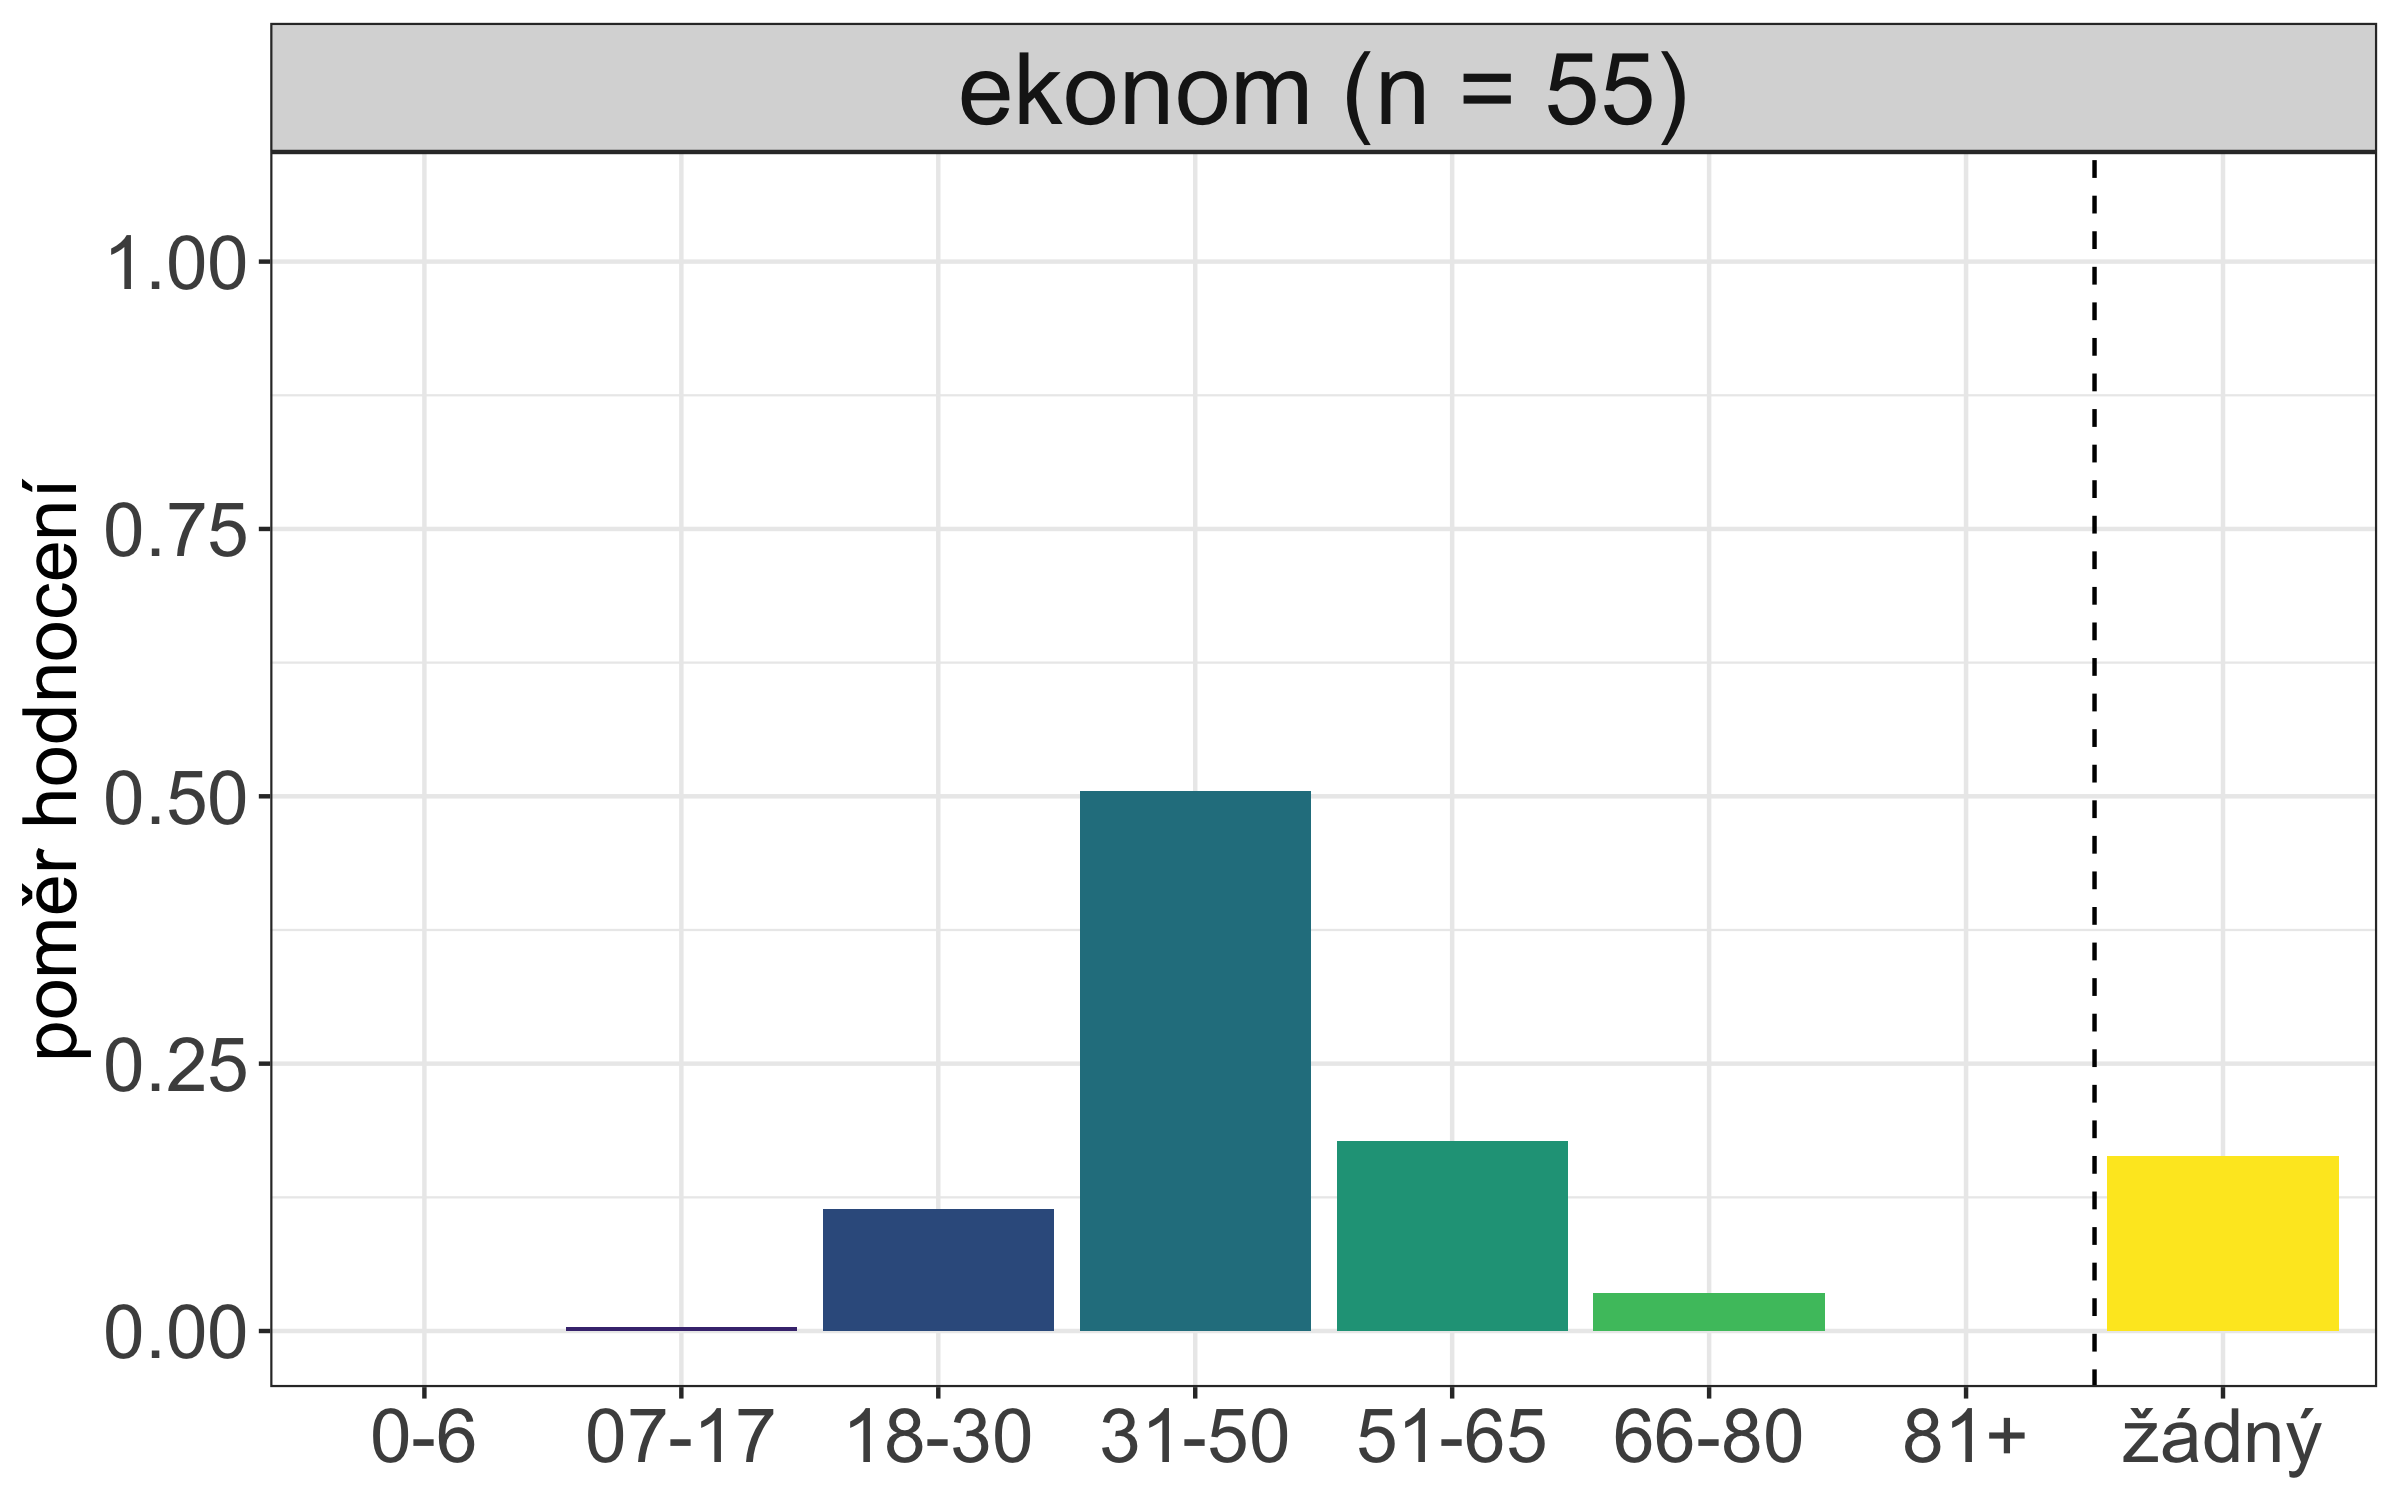 ekonom (n = 55)
poměr hodnocení
1.00
0.75
0.50
0.25
0.00
0-6 07-17 18-30 31-50 51-65 66-80 81+ žádný